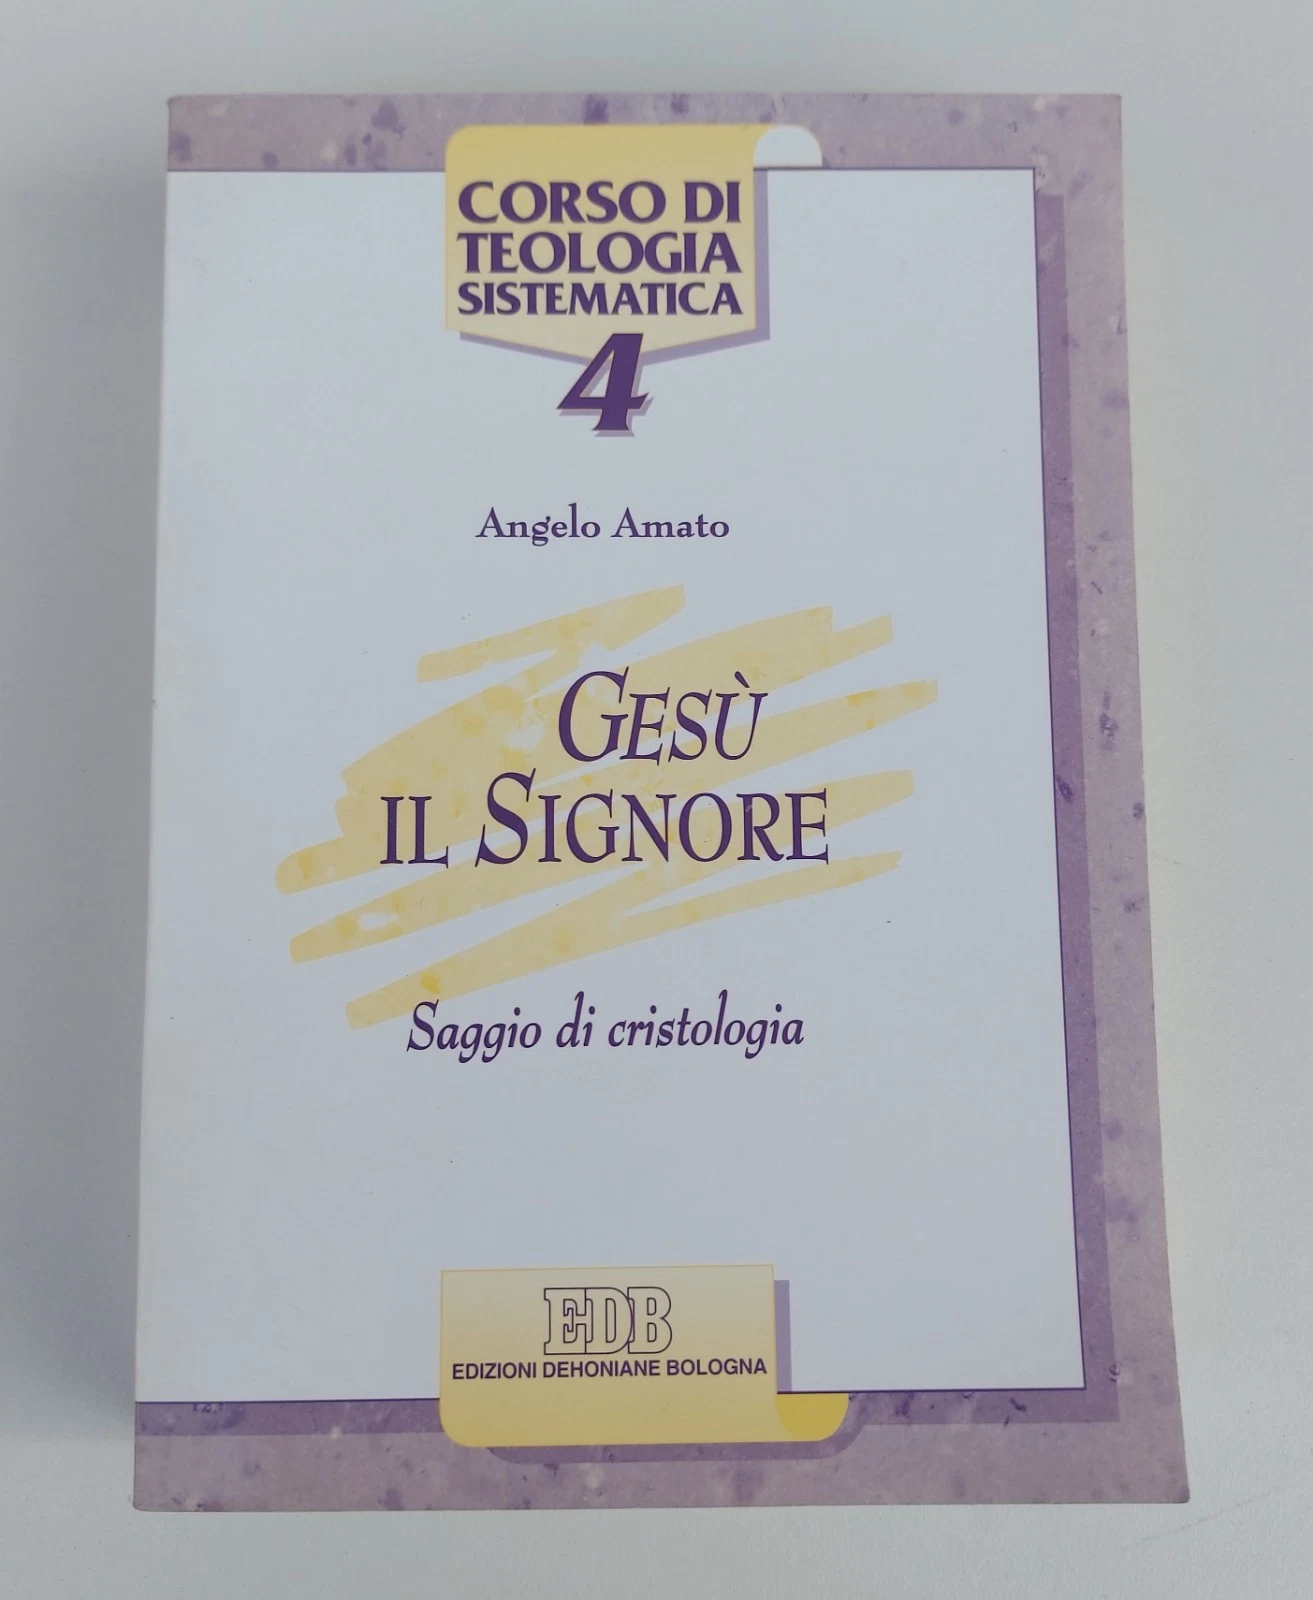 CORSO DI
TEOLOGIA
SISTEMATICA
4
Angelo Amato
GESÙ
IL SIGNORE
Saggio di cristologia
EDB
EDIZIONI DEHONIANE BOLOGNA